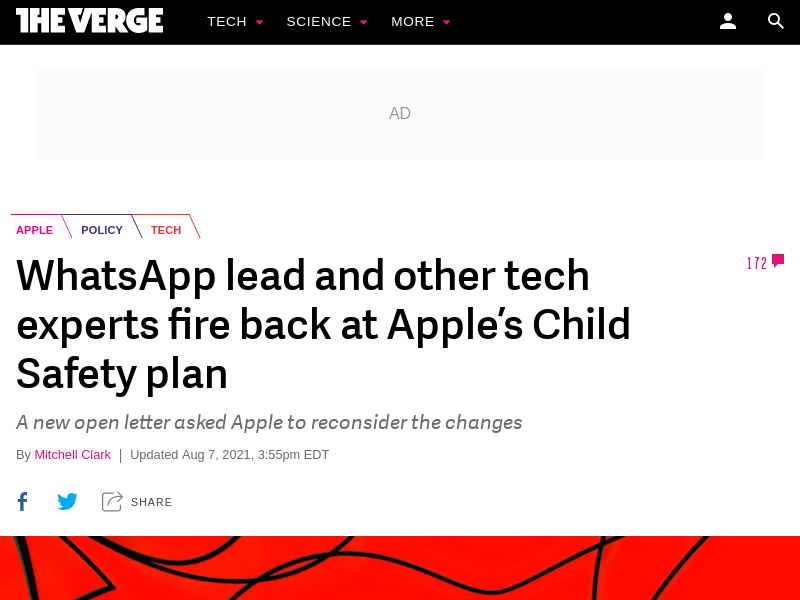 THE VERGE TECH SCIENCE MORE
AD
APPLE POLICY TECH
WhatsApp lead and other tech
experts fire back at Apple’s Child
Safety plan
172
A new open letter asked Apple to reconsider the changes
By Mitchell Clark | Updated Aug 7, 2021, 3:55pm EDT
SHARE